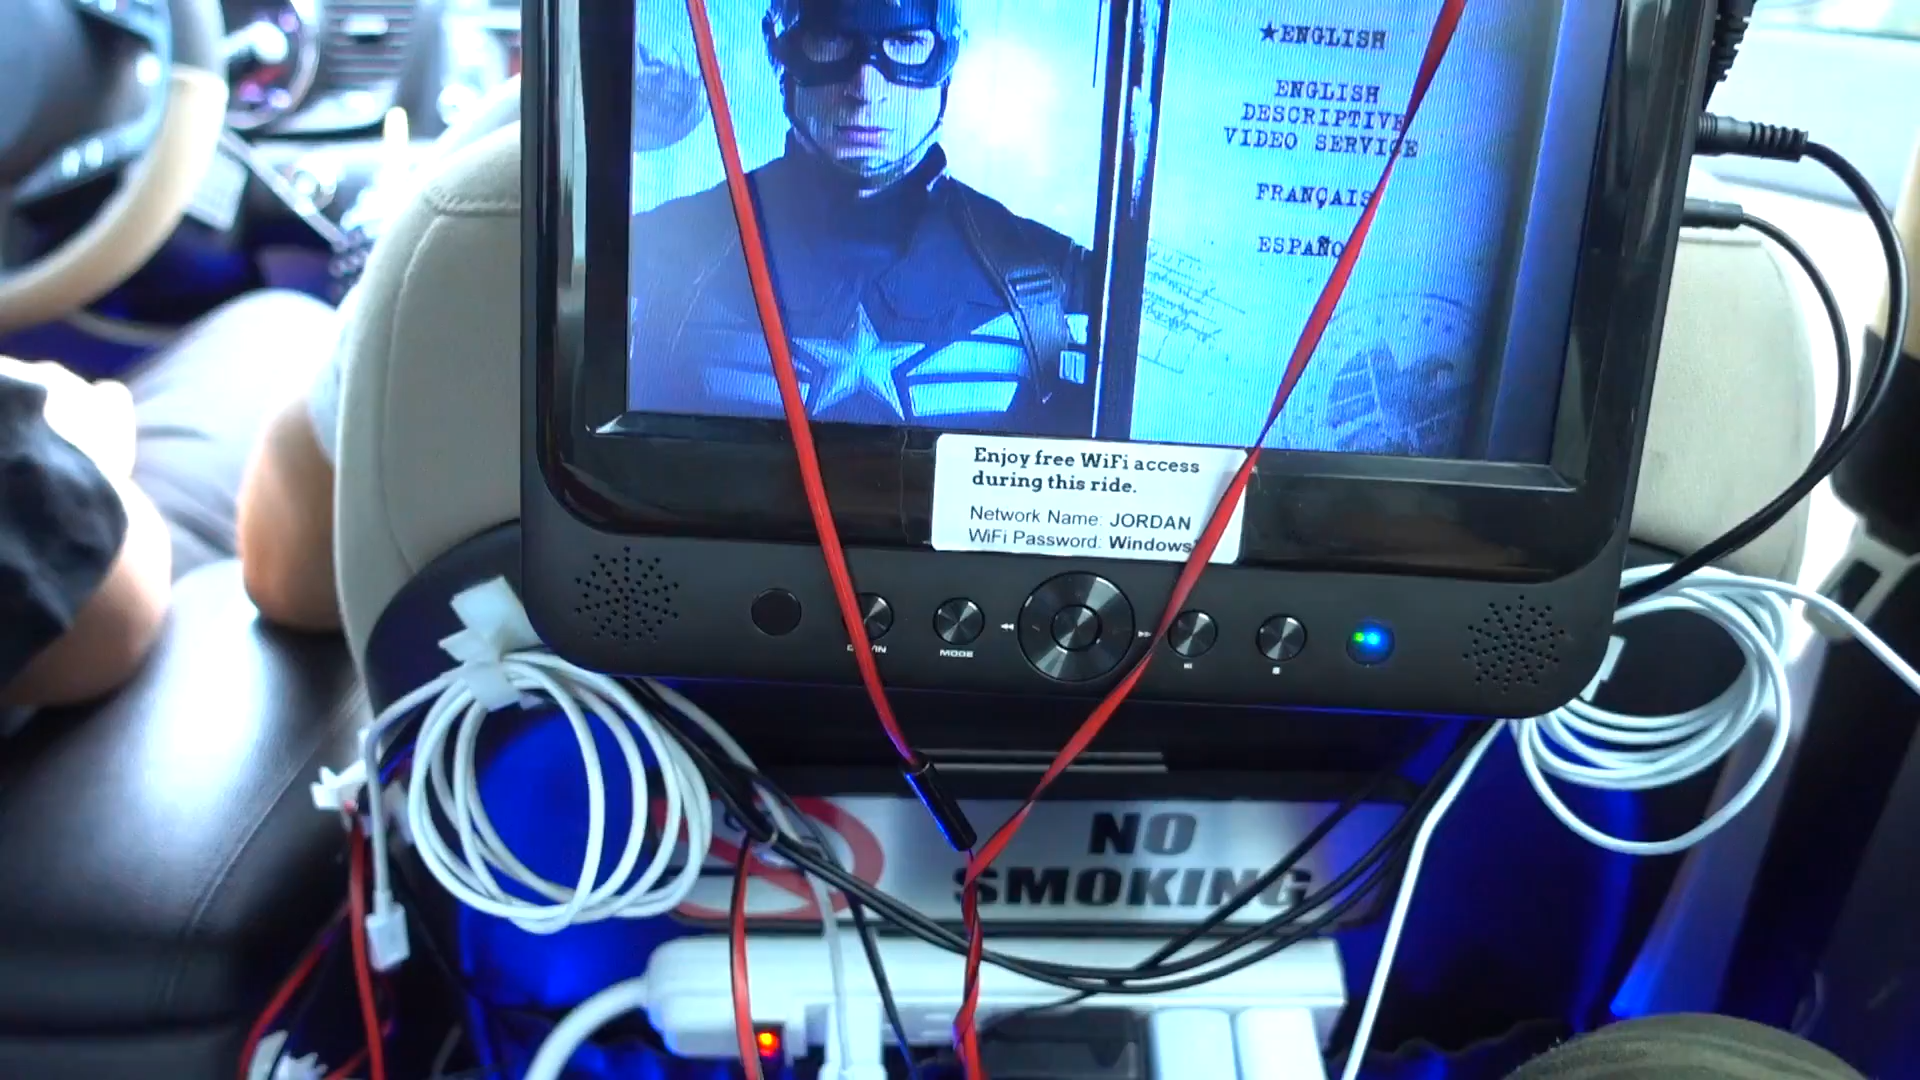 ★ENGLISH
ENGLISH
DESCRIPTIVE
VIDEO SERVICE
FRANÇAIS
ESPAÑO
Enjoy free WiFi access
during this ride.
Network Name: JORDAN
WiFi Password: Windows
MODE
NO
SMOKING